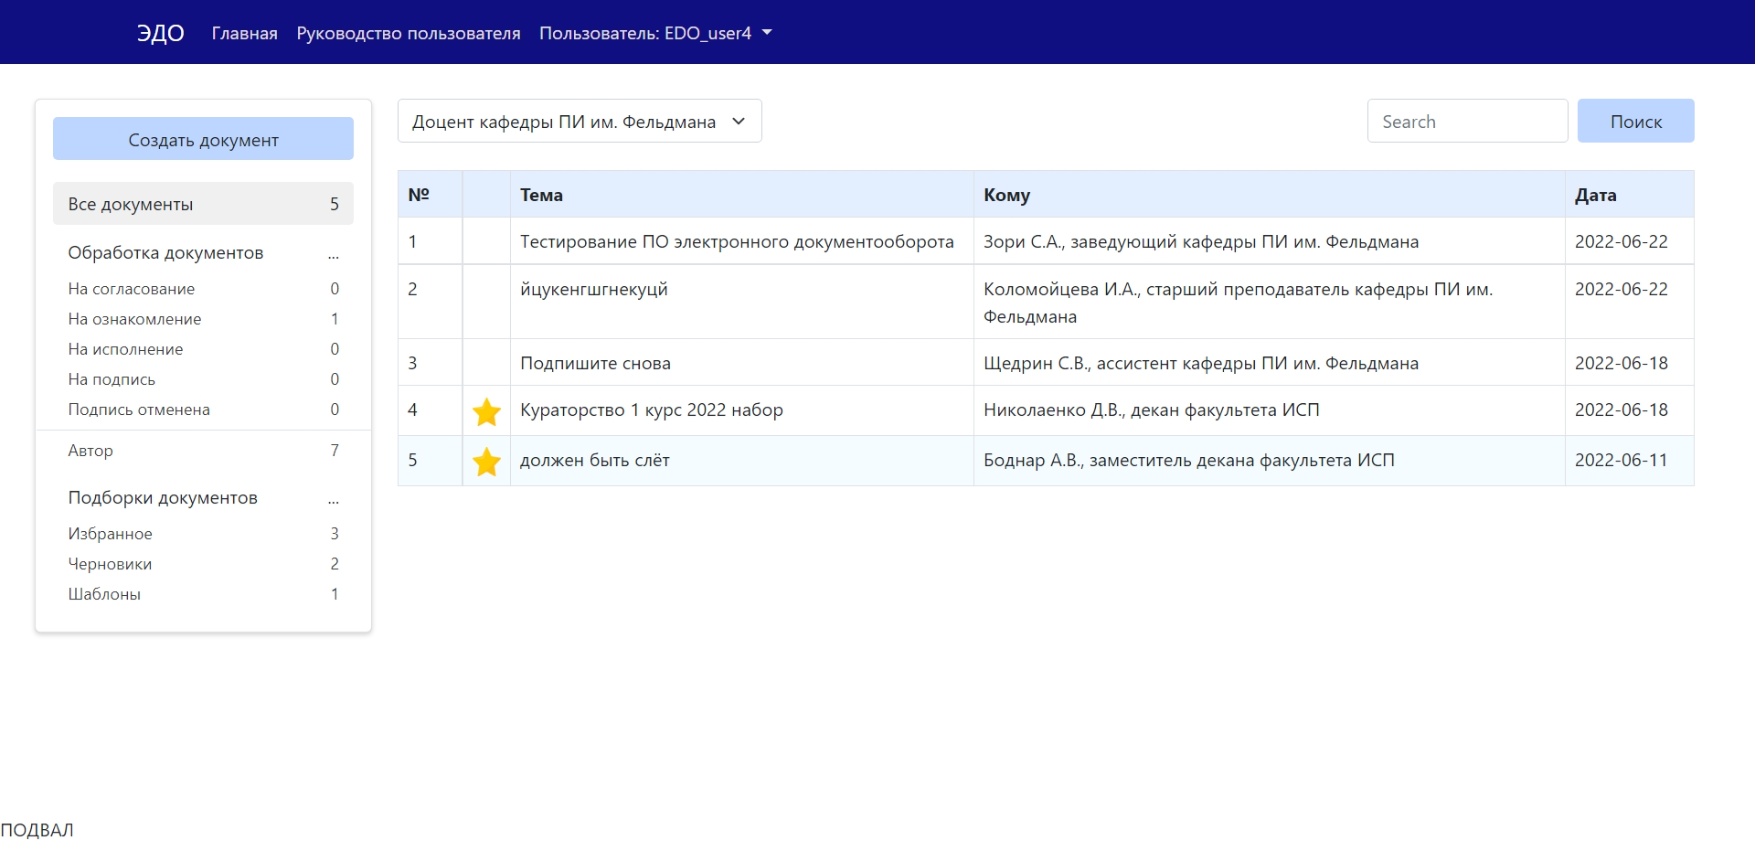 ЭДО Главная Руководство пользователя Пользователь: EDO_user4
Создать документ
Все документы 5
Обработка документов ...
На согласование 0
На ознакомление 1
На исполнение 0
На подпись 0
Подпись отменена 0
Автор 7
Подборки документов ...
Избранное 3
Черновики 2
Шаблоны 1
Доцент кафедры ПИ им. Фельдмана
Search Поиск
№ Тема Кому Дата
1 Тестирование ПО электронного документооборота Зори С.А., заведующий кафедры ПИ им. Фельдмана 2022-06-22
2 йцукенгшгнекуцй Коломойцева И.А., старший преподаватель кафедры ПИ им. 2022-06-22
Фельдмана
3 Подпишите снова Щедрин С.В., ассистент кафедры ПИ им. Фельдмана 2022-06-18
4 Кураторство 1 курс 2022 набор Николаенко Д.В., декан факультета ИСП 2022-06-18
5 должен быть слёт Боднар А.В., заместитель декана факультета ИСП 2022-06-11
ПОДВАЛ